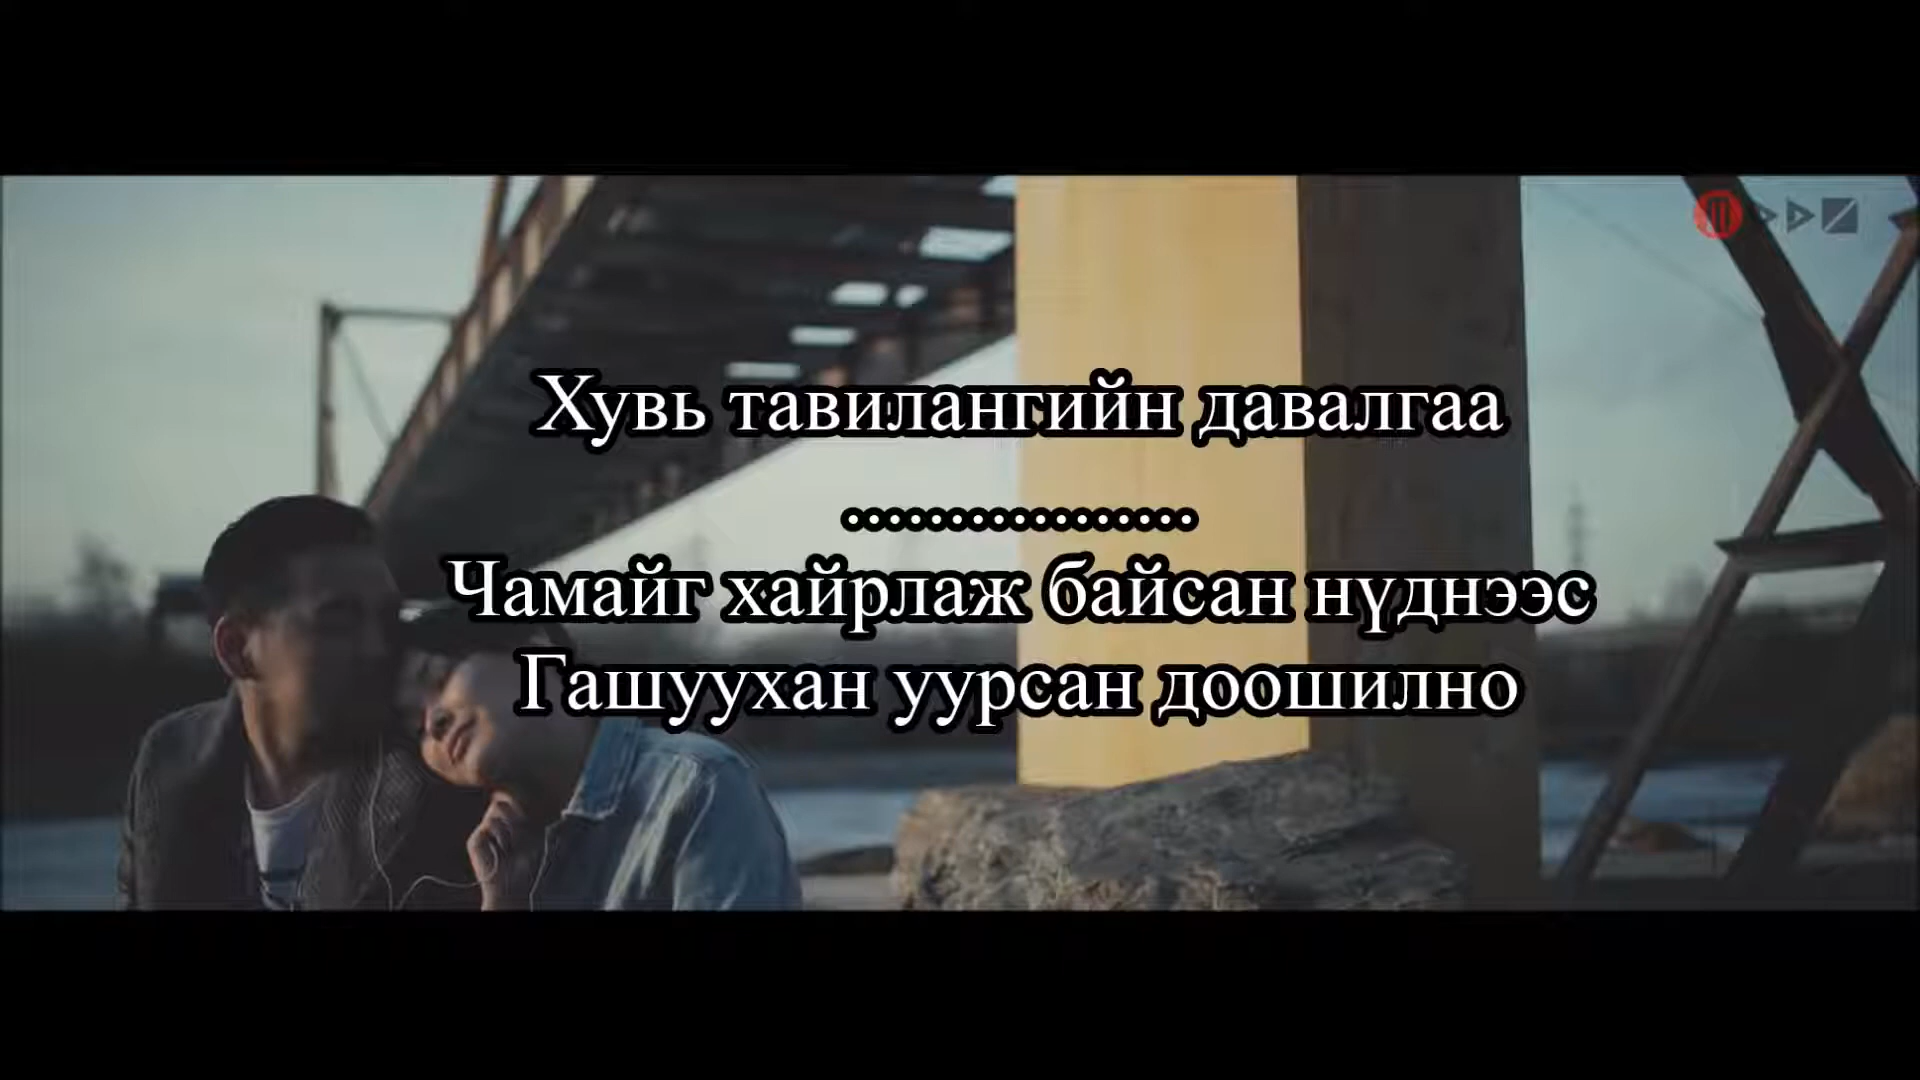 Хувь тавилангийн давалгаа
.................
Чамайг хайрлаж байсан нүднээс
Гашуухан уурсан доошилно